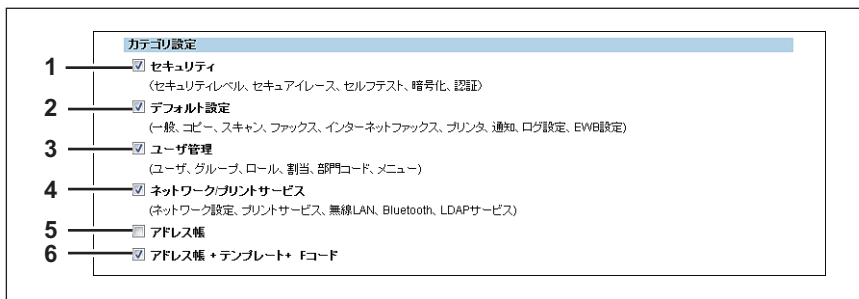 カテゴリ設定
1 セキュリティ
(セキュリティレベル、セキュアイレース、セルフテスト、暗号化、認証)
2 デフォルト設定
(一般、コピー、スキャン、ファックス、インターネットファックス、プリンタ、通知、ログ設定、EWB設定)
3 ユーザ管理
(ユーザ、グループ、ロール、割当、部門コード、メニュー)
4 ネットワーク/プリントサービス
(ネットワーク設定、プリントサービス、無線LAN、Bluetooth、LDAPサービス)
5 アドレス帳
6 アドレス帳 + テンプレート+ Fコード